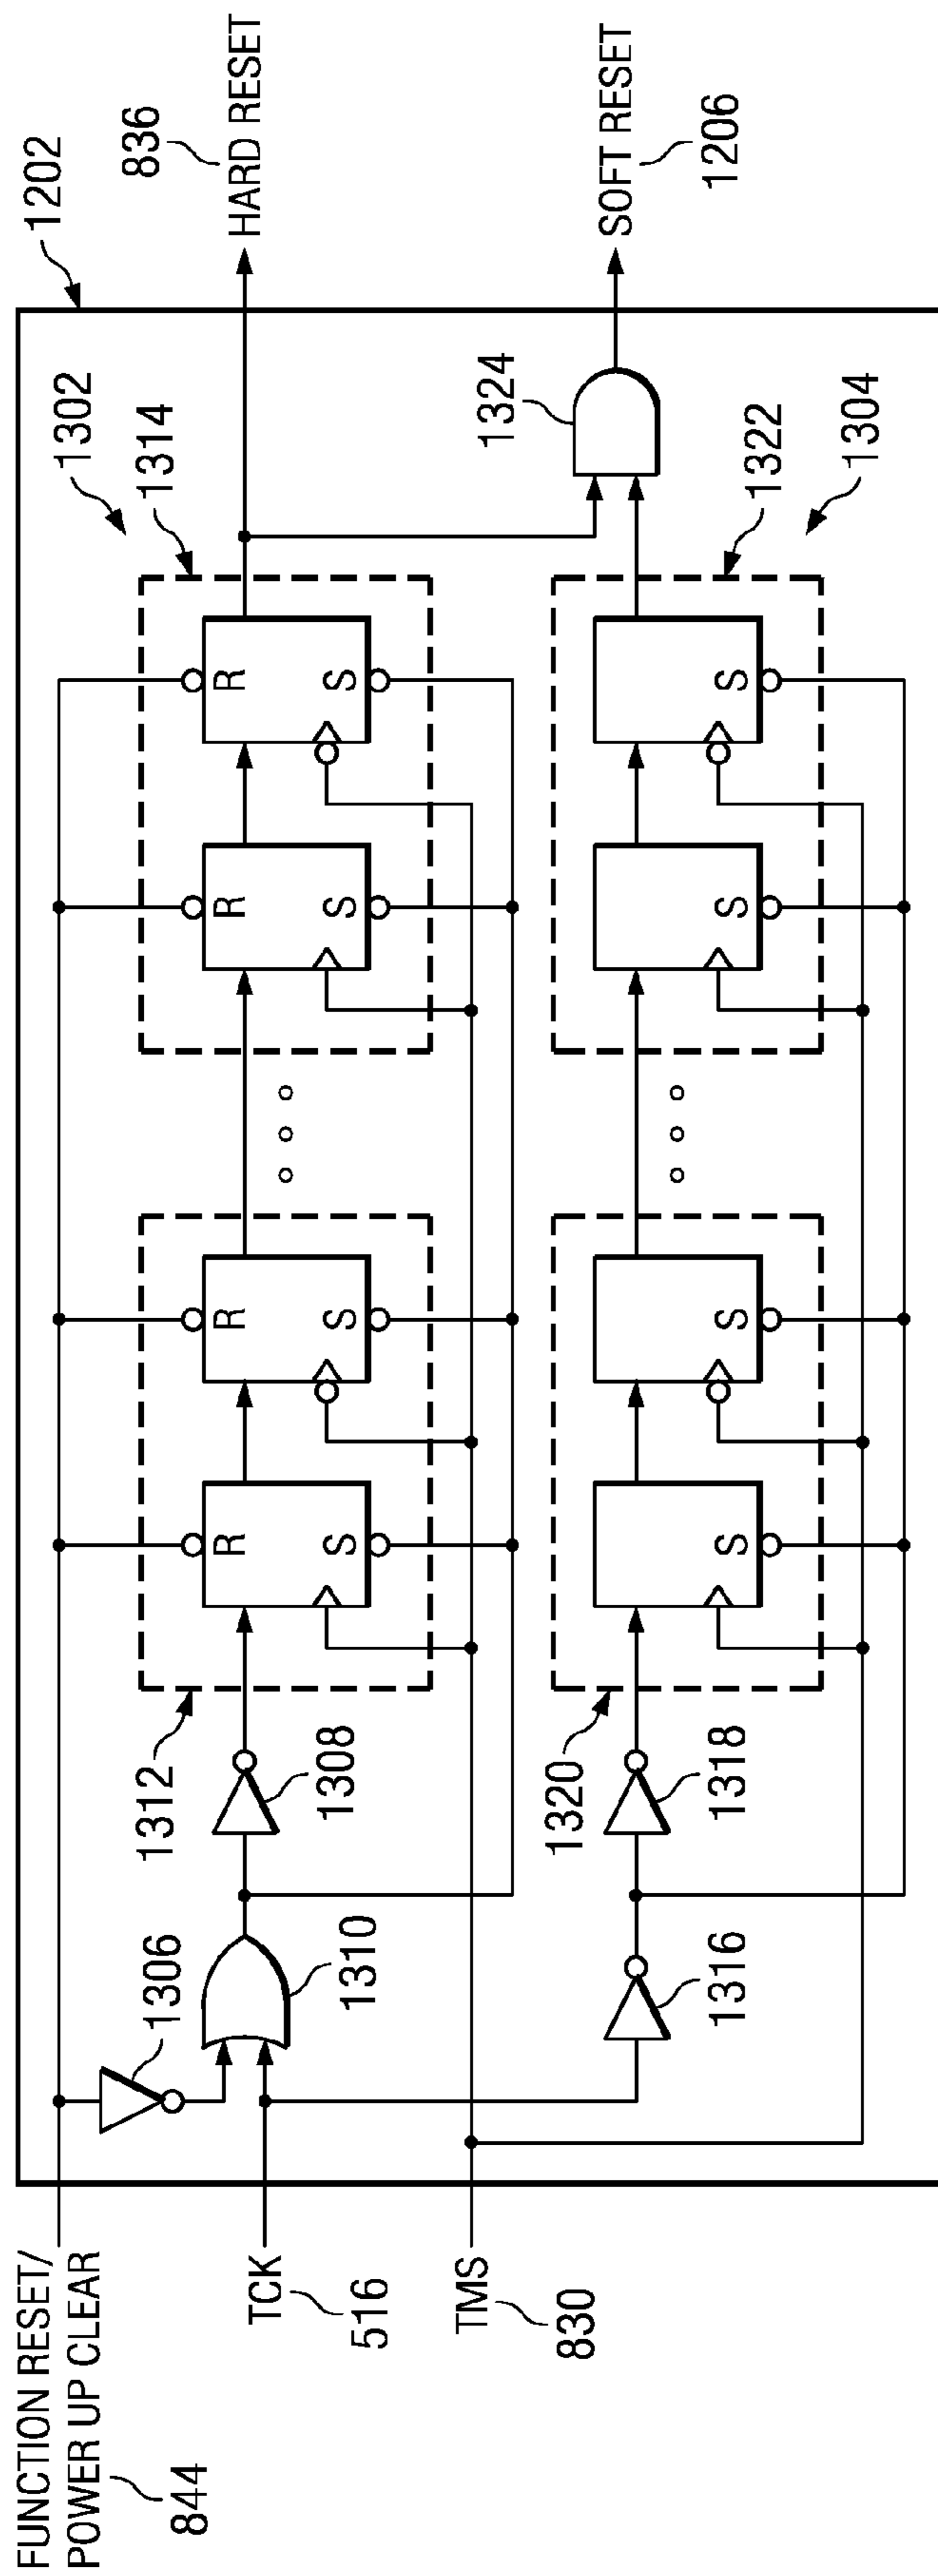 FUNCTION RESET/
POWER UP CLEAR
844
TCK
516
TMS
830
1306
1310
1308
1312
R
S
R
S
R
S
R
S
1314
1302
1202
836
HARD RESET
1316
1318
1320
S
S
S
S
1322
1304
1324
SOFT RESET
1206